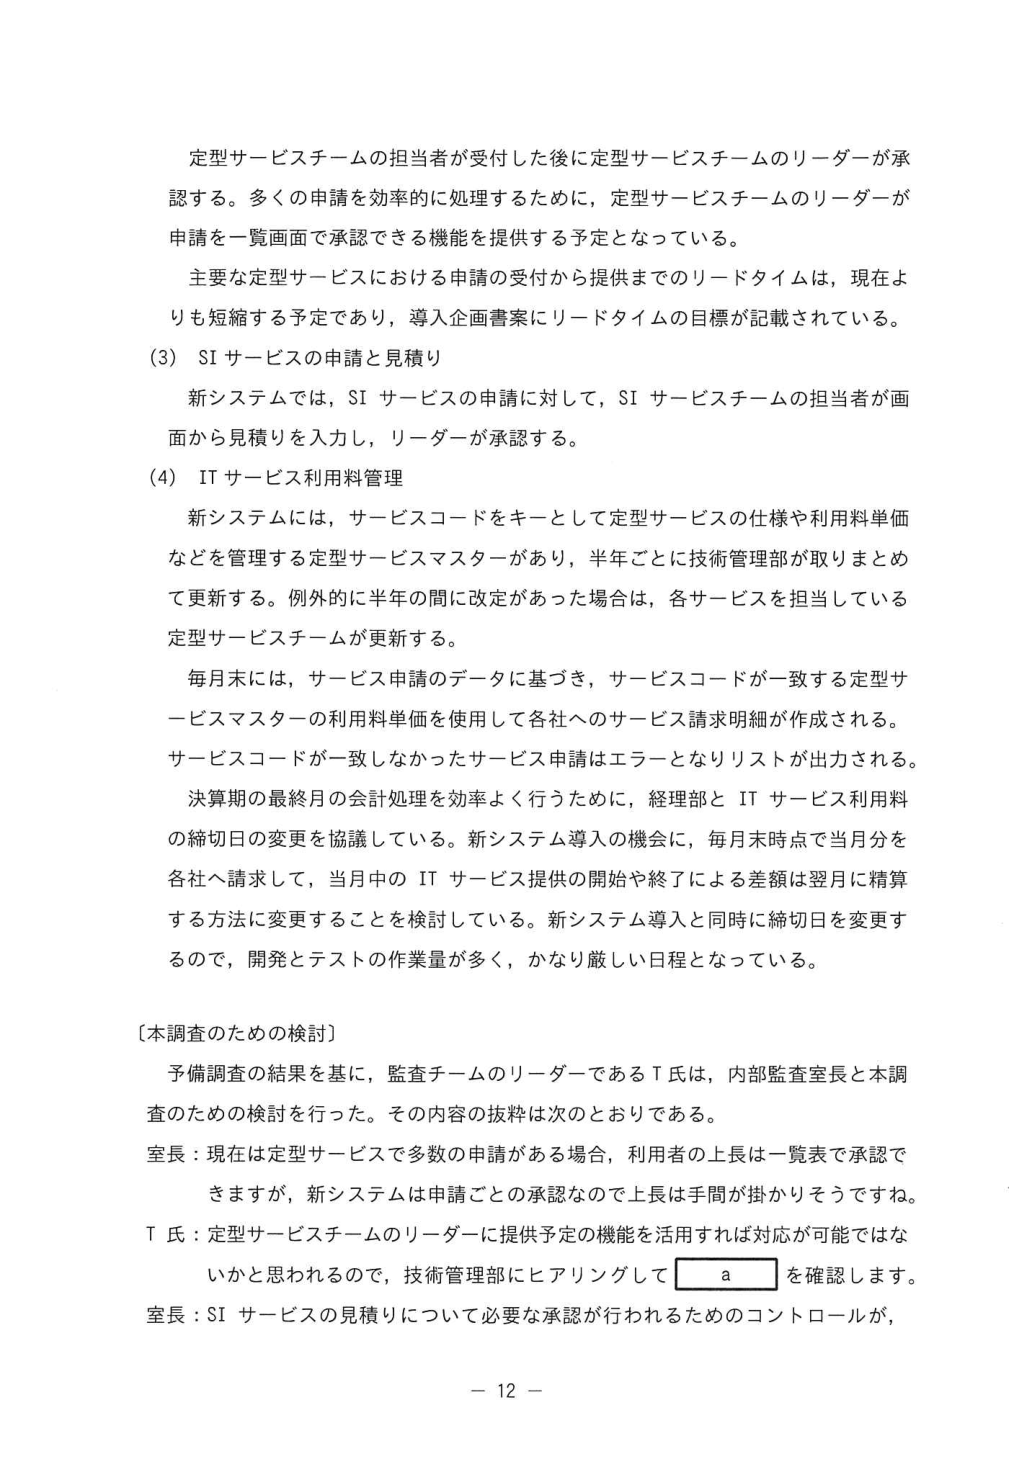 定型サービスチームの担当者が受付した後に定型サービスチームのリーダーが承
認する。多くの申請を効率的に処理するために，定型サービスチームのリーダーが
申請を一覧画面で承認できる機能を提供する予定となっている。
主要な定型サービスにおける申請の受付から提供までのリードタイムは，現在よ
りも短縮する予定であり，導入企画書案にリードタイムの目標が記載されている。
(3) SI サービスの申請と見積り
新システムでは，SI サービスの申請に対して，SI サービスチームの担当者が画
面から見積りを入力し，リーダーが承認する。
(4) IT サービス利用料管理
新システムには，サービスコードをキーとして定型サービスの仕様や利用料単価
などを管理する定型サービスマスターがあり，半年ごとに技術管理部が取りまとめ
て更新する。例外的に半年の間に改定があった場合は，各サービスを担当している
定型サービスチームが更新する。
毎月末には，サービス申請のデータに基づき，サービスコードが一致する定型サ
ービスマスターの利用料単価を使用して各社へのサービス請求明細が作成される。
サービスコードが一致しなかったサービス申請はエラーとなりリストが出力される。
決算期の最終月の会計処理を効率よく行うために，経理部と IT サービス利用料
の締切日の変更を協議している。新システム導入の機会に，毎月末時点で当月分を
各社へ請求して，当月中の IT サービス提供の開始や終了による差額は翌月に精算
する方法に変更することを検討している。新システム導入と同時に締切日を変更す
るので，開発とテストの作業量が多く，かなり厳しい日程となっている。
〔本調査のための検討〕
予備調査の結果を基に，監査チームのリーダーである T 氏は，内部監査室長と本調
査のための検討を行った。その内容の抜粋は次のとおりである。
室長：現在は定型サービスで多数の申請がある場合，利用者の上長は一覧表で承認で
きますが，新システムは申請ごとの承認なので上長は手間が掛かりそうですね。
T 氏：定型サービスチームのリーダーに提供予定の機能を活用すれば対応が可能ではな
いかと思われるので，技術管理部にヒアリングして a を確認します。
室長：SI サービスの見積りについて必要な承認が行われるためのコントロールが，
－ 12 －